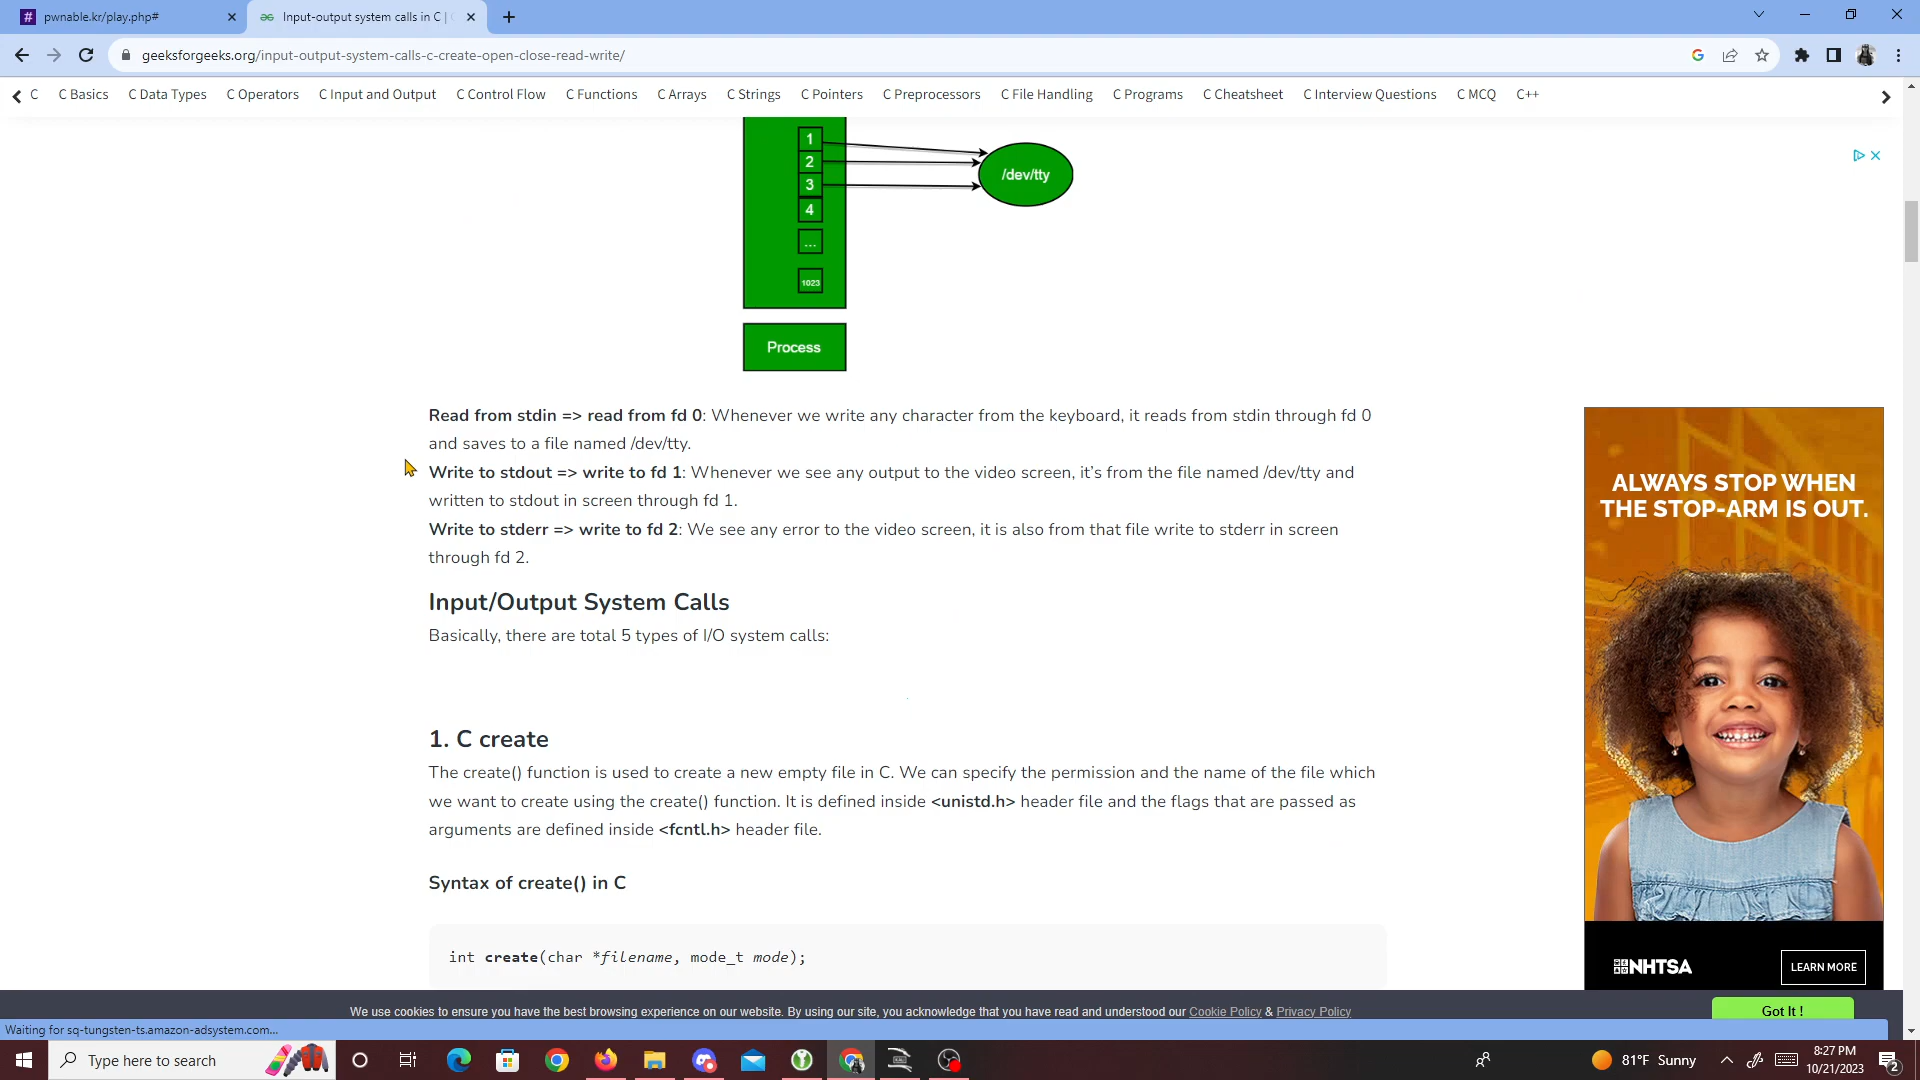 pwnable.kr/play.php#
Input-output system calls in C |
geeksforgeeks.org/input-output-system-calls-c-create-open-close-read-write/
C C Basics C Data Types C Operators C Input and Output C Control Flow C Functions C Arrays C Strings C Pointers C Preprocessors C File Handling C Programs C Cheatsheet C Interview Questions C MCQ C++
1
2
3
4
...
1023
/dev/tty
Process
Read from stdin => read from fd 0: Whenever we write any character from the keyboard, it reads from stdin through fd 0
and saves to a file named /dev/tty.
Write to stdout => write to fd 1: Whenever we see any output to the video screen, it’s from the file named /dev/tty and
written to stdout in screen through fd 1.
Write to stderr => write to fd 2: We see any error to the video screen, it is also from that file write to stderr in screen
through fd 2.
Input/Output System Calls
Basically, there are total 5 types of I/O system calls:
1. C create
The create() function is used to create a new empty file in C. We can specify the permission and the name of the file which
we want to create using the create() function. It is defined inside <unistd.h> header file and the flags that are passed as
arguments are defined inside <fcntl.h> header file.
Syntax of create() in C
int create(char *filename, mode_t mode);
ALWAYS STOP WHEN
THE STOP-ARM IS OUT.
NHTSA
LEARN MORE
We use cookies to ensure you have the best browsing experience on our website. By using our site, you acknowledge that you have read and understood our Cookie Policy & Privacy Policy
Got It !
Waiting for sq-tungsten-ts.amazon-adsystem.com...
Type here to search
81°F Sunny
8:27 PM
10/21/2023
2